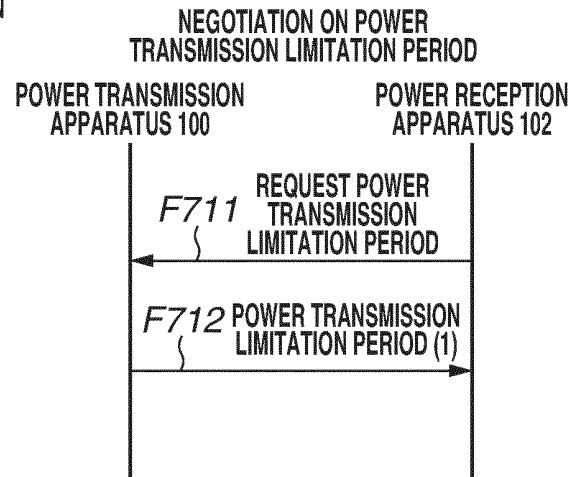 NEGOTIATION ON POWER
TRANSMISSION LIMITATION PERIOD
POWER TRANSMISSION
APPARATUS 100
POWER RECEPTION
APPARATUS 102
F711
REQUEST POWER
TRANSMISSION
LIMITATION PERIOD
F712
POWER TRANSMISSION
LIMITATION PERIOD (1)